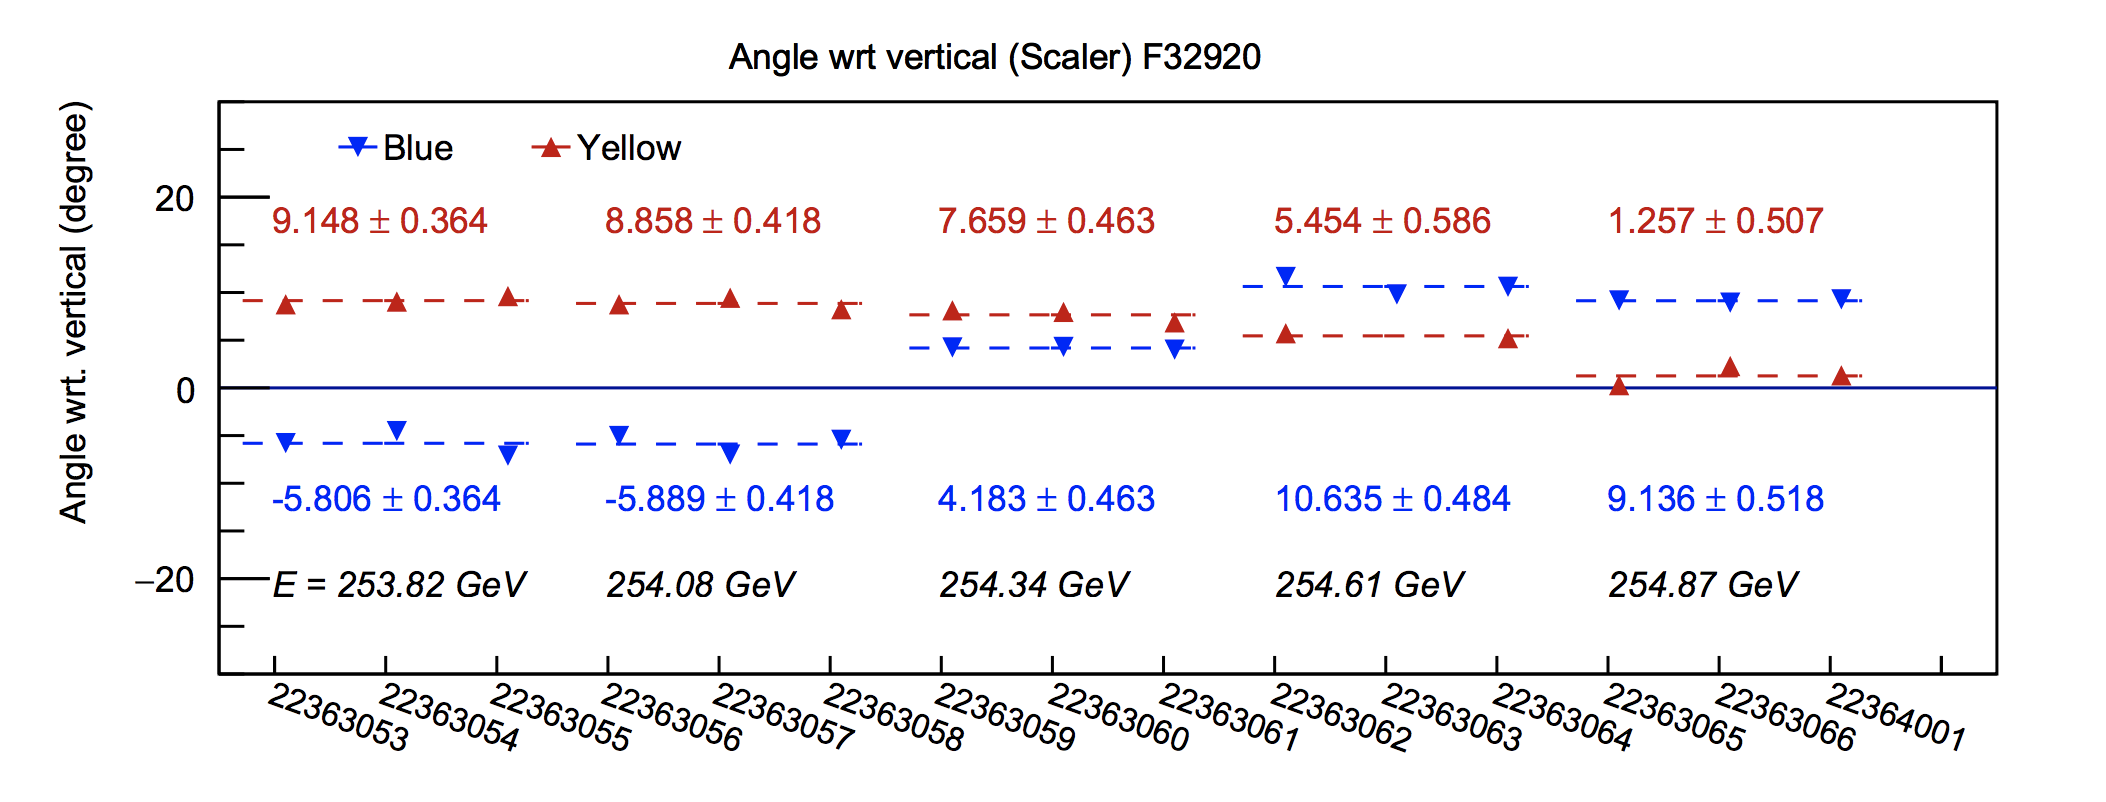 Angle wrt vertical (Scaler) F32920
Angle wrt. vertical (degree)
Blue
Yellow
20
0
−20
9.148 ± 0.364
8.858 ± 0.418
7.659 ± 0.463
5.454 ± 0.586
1.257 ± 0.507
-5.806 ± 0.364
-5.889 ± 0.418
4.183 ± 0.463
10.635 ± 0.484
9.136 ± 0.518
E = 253.82 GeV
254.08 GeV
254.34 GeV
254.61 GeV
254.87 GeV
22363053
22363054
22363055
22363056
22363057
22363058
22363059
22363060
22363061
22363062
22363063
22363064
22363065
22363066
22364001